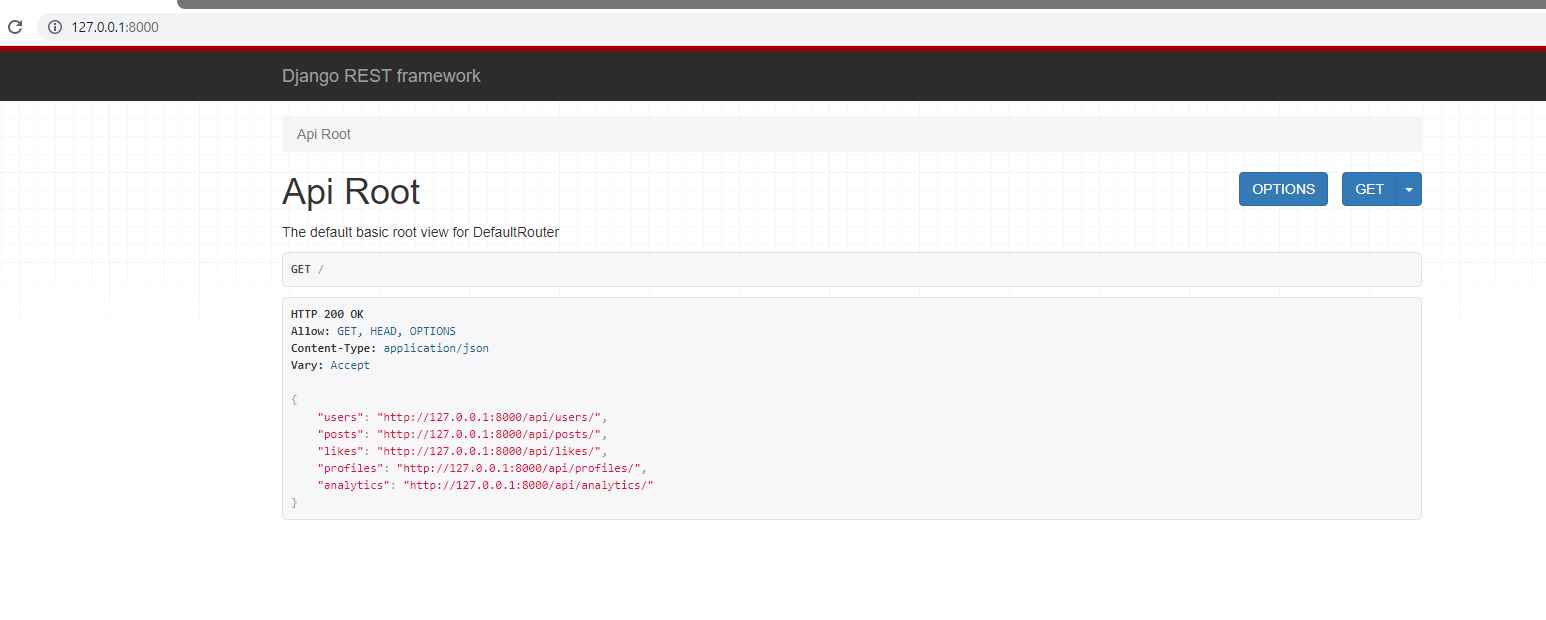 127.0.0.1:8000
Django REST framework
Api Root
Api Root
OPTIONS
GET
The default basic root view for DefaultRouter
GET /
HTTP 200 OK
Allow: GET, HEAD, OPTIONS
Content-Type: application/json
Vary: Accept
{
"users": "http://127.0.0.1:8000/api/users/",
"posts": "http://127.0.0.1:8000/api/posts/",
"likes": "http://127.0.0.1:8000/api/likes/",
"profiles": "http://127.0.0.1:8000/api/profiles/",
"analytics": "http://127.0.0.1:8000/api/analytics/"
}